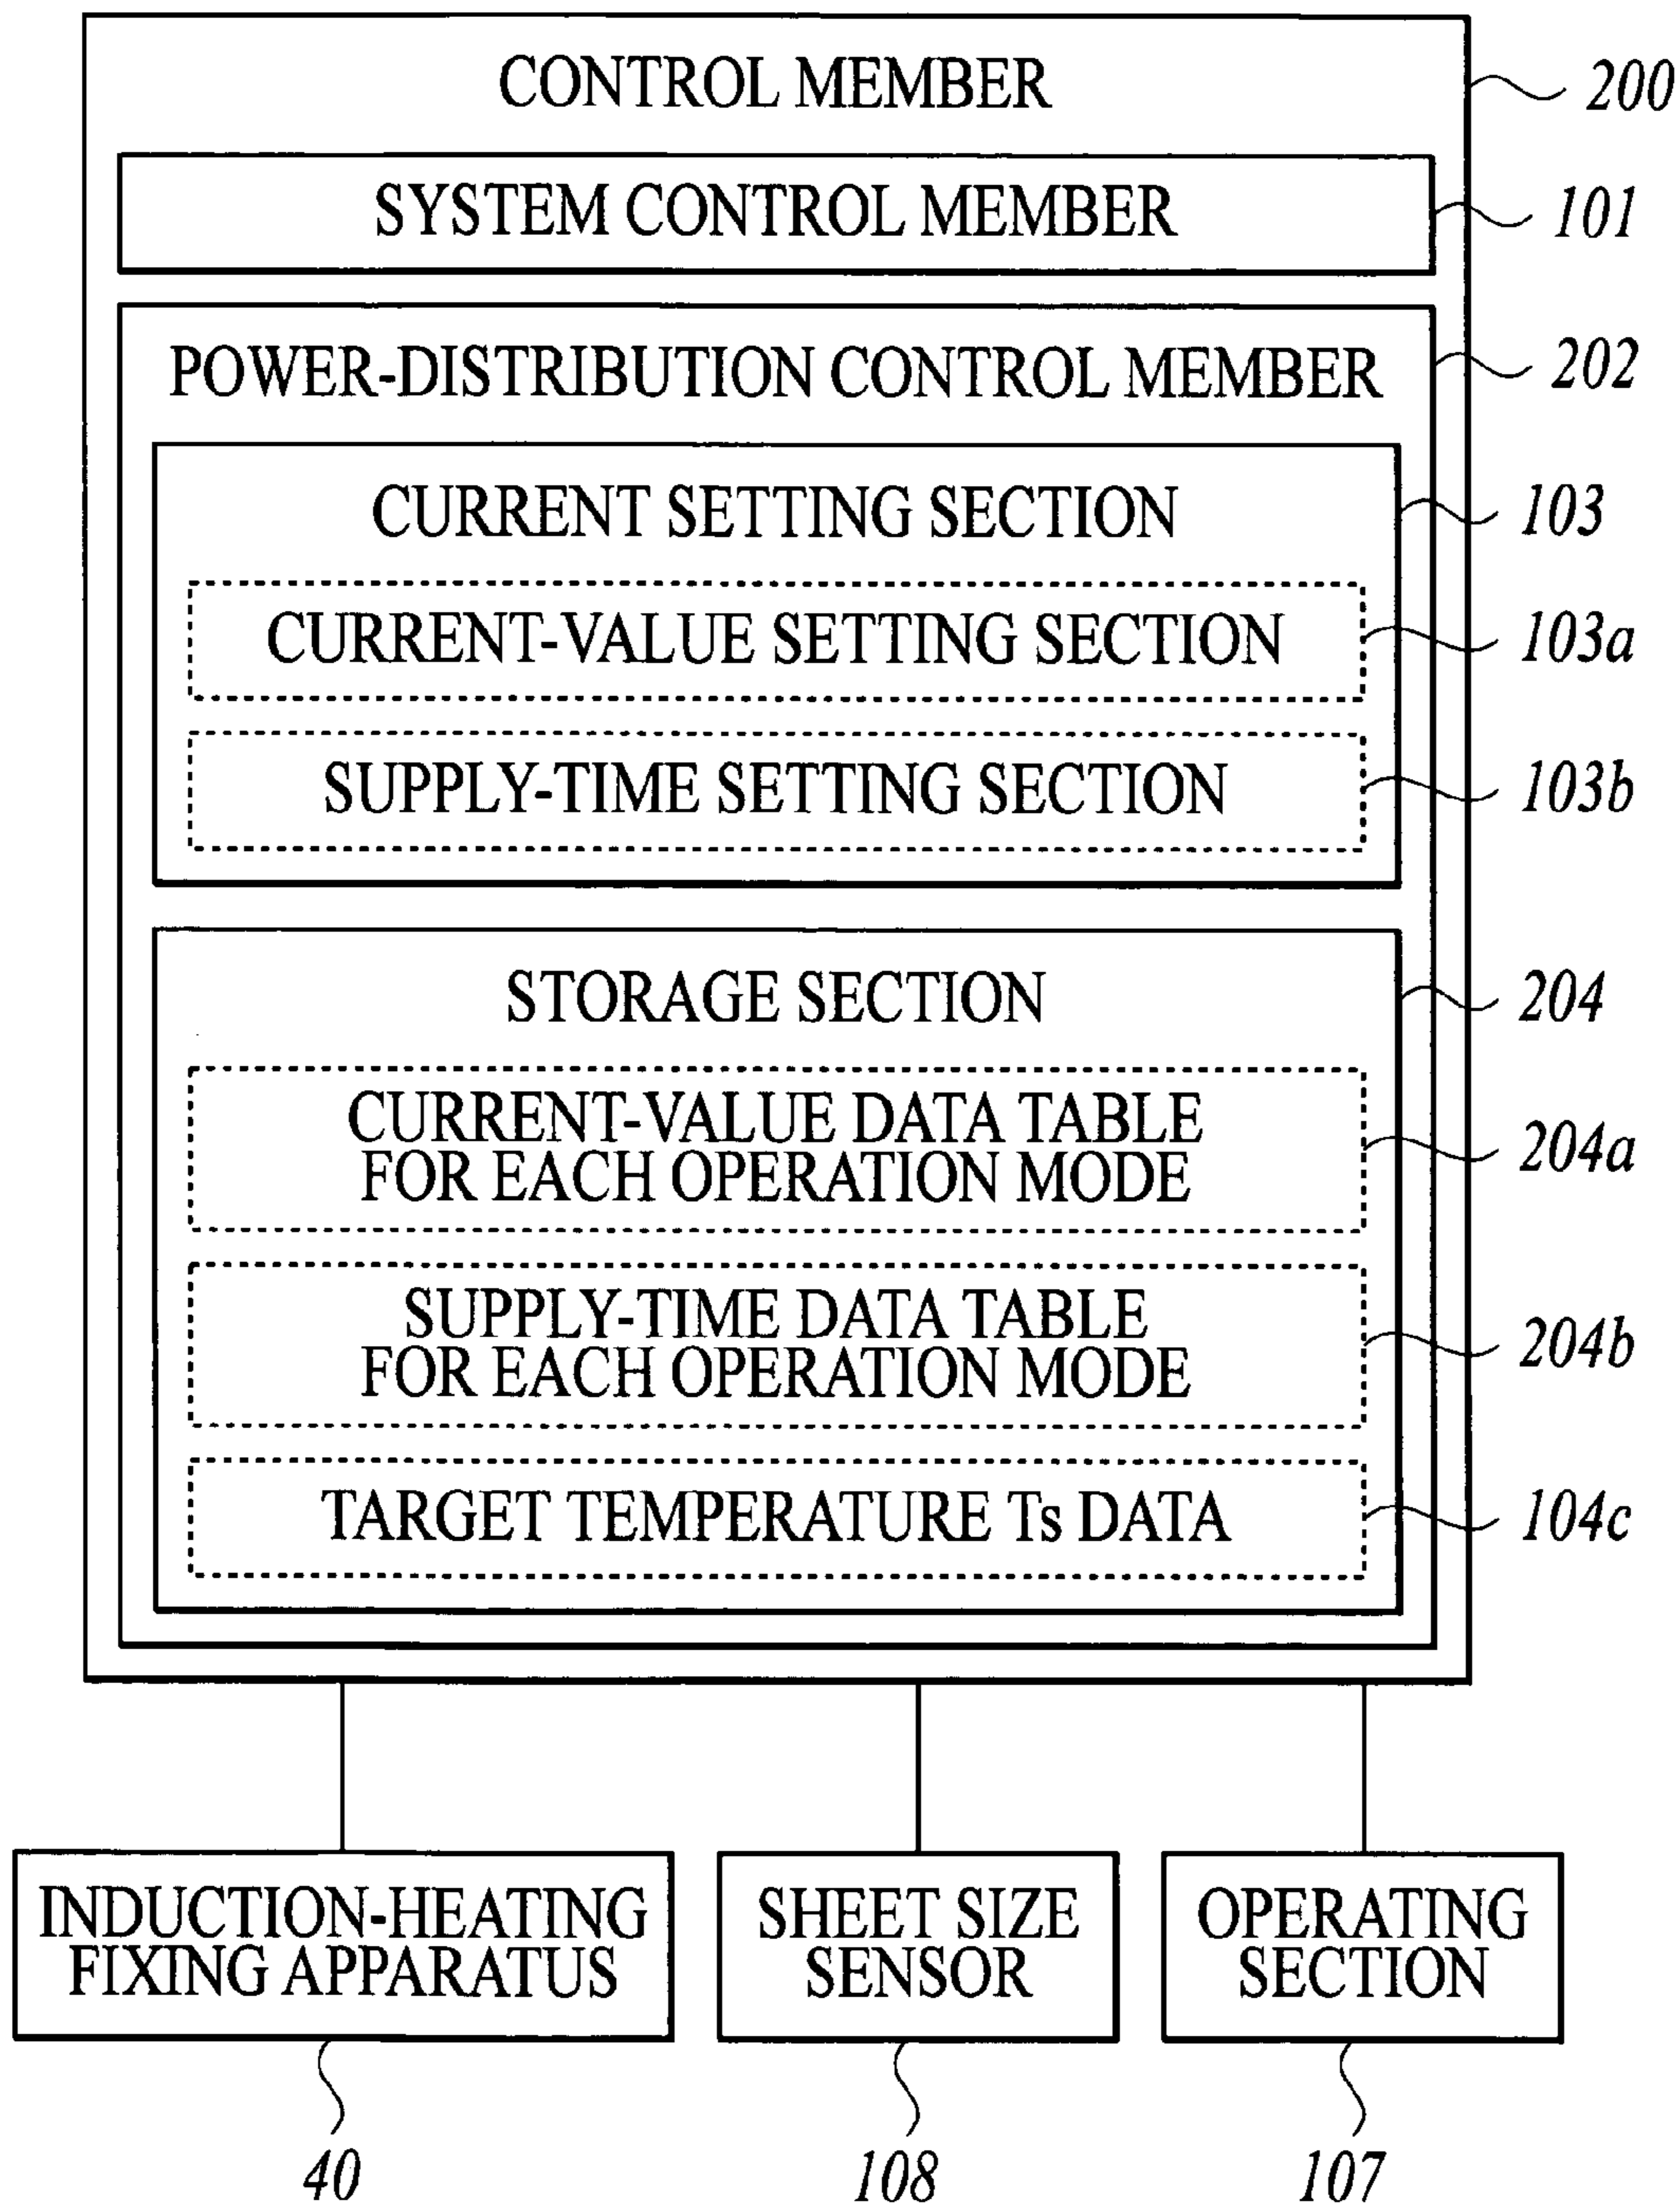 CONTROL MEMBER
200
SYSTEM CONTROL MEMBER
101
POWER-DISTRIBUTION CONTROL MEMBER
202
CURRENT SETTING SECTION
103
CURRENT-VALUE SETTING SECTION
103a
SUPPLY-TIME SETTING SECTION
103b
STORAGE SECTION
204
CURRENT-VALUE DATA TABLE
FOR EACH OPERATION MODE
204a
SUPPLY-TIME DATA TABLE
FOR EACH OPERATION MODE
204b
TARGET TEMPERATURE Ts DATA
104c
INDUCTION-HEATING
FIXING APPARATUS
SHEET SIZE
SENSOR
OPERATING
SECTION
40
108
107